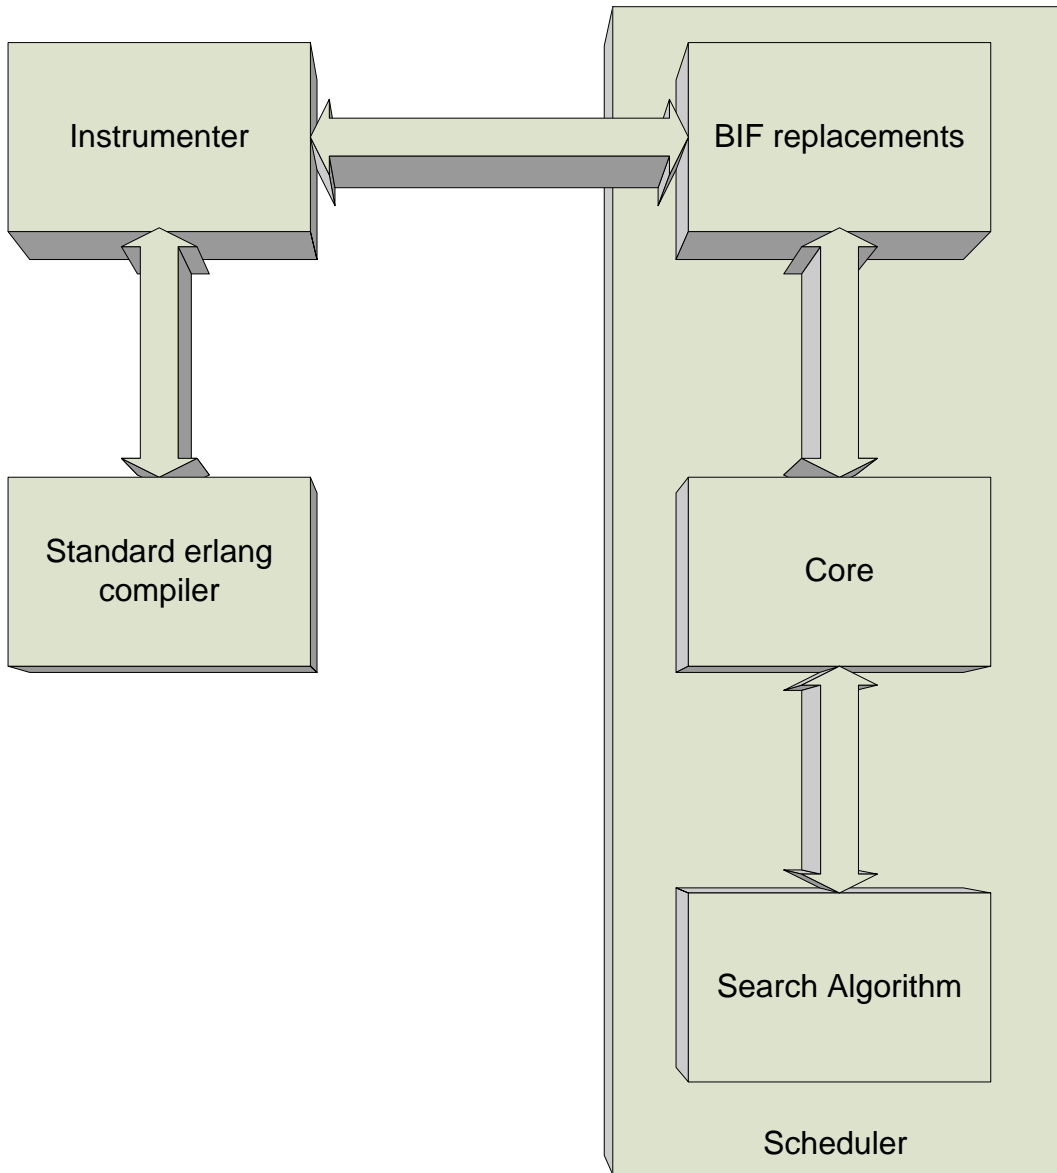 Instrumenter
BIF replacements
Standard erlang
compiler
Core
Search Algorithm
Scheduler